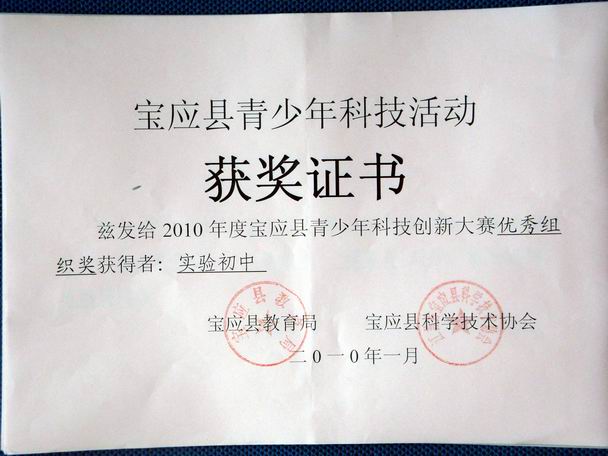 宝应县青少年科技活动
获奖证书
兹发给 2010 年度宝应县青少年科技创新大赛优秀组
织奖获得者：实验初中
宝应县教育局 宝应县科学技术协会
二０一０年一月